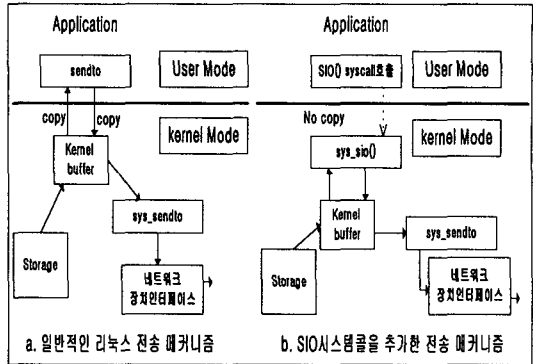 Application
sendto
User Mode
copy
copy
kernel Mode
Kernel
buffer
sys_sendto
Storage
네트워크
장치인터페이스
a. 일반적인 리눅스 전송 매커니즘
Application
SIO() syscall호출
User Mode
No copy
kernel Mode
sys_sio()
Kernel
buffer
sys_sendto
Storage
네트워크
장치인터페이스
b. SIO시스템콜을 추가한 전송 매커니즘